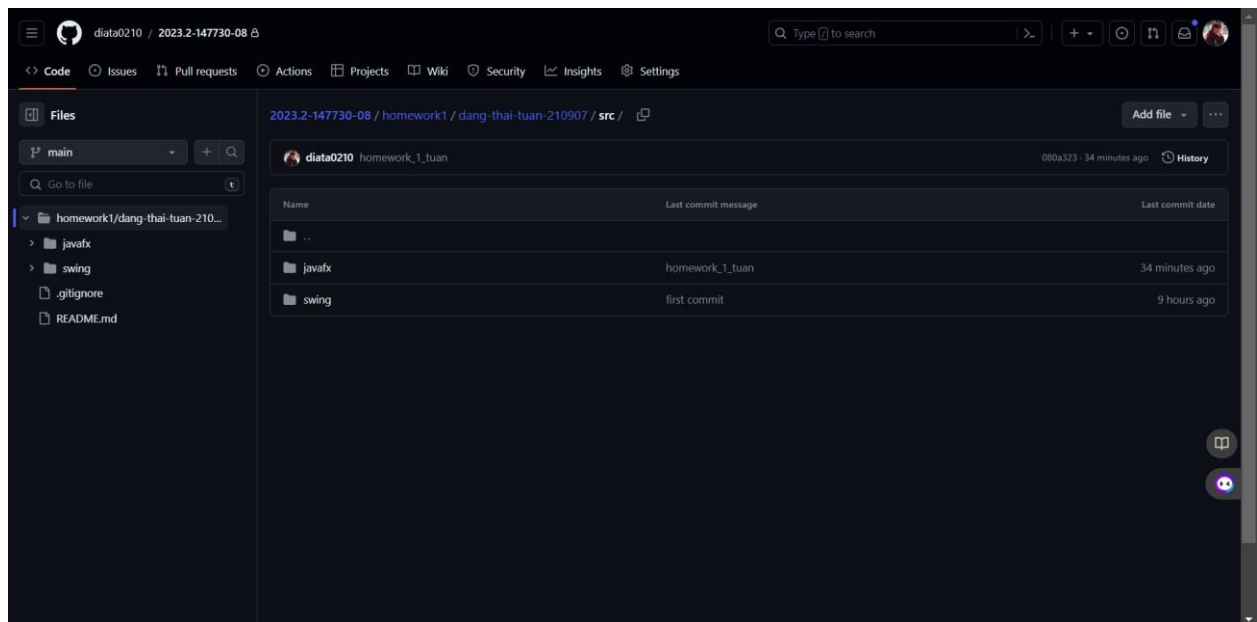 diata0210 / 2023.2-147730-08
Type / to search
Code Issues Pull requests Actions Projects Wiki Security Insights Settings
Files
2023.2-147730-08 / homework1 / dang-thai-tuan-210907 / src /
Add file
main
diata0210 homework_1_tuan
080a323 · 34 minutes ago History
Go to file t
Name Last commit message Last commit date
homework1/dang-thai-tuan-210...
..
javafx
javafx homework_1_tuan 34 minutes ago
swing
swing first commit 9 hours ago
.gitignore
README.md